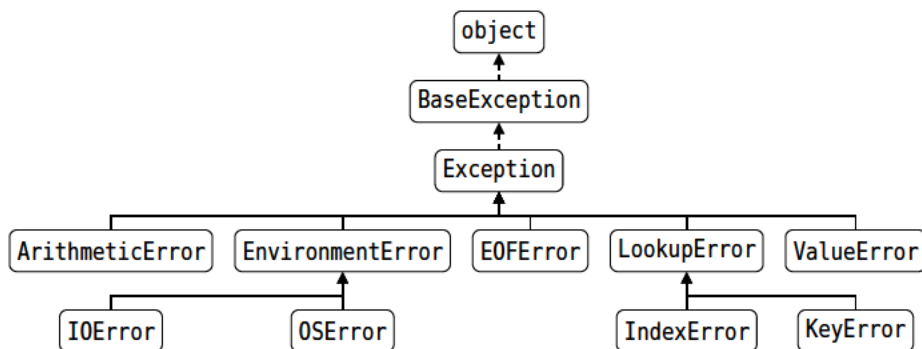 object
BaseException
Exception
ArithmeticError EnvironmentError EOFError LookupError ValueError
IOError OSError IndexError KeyError